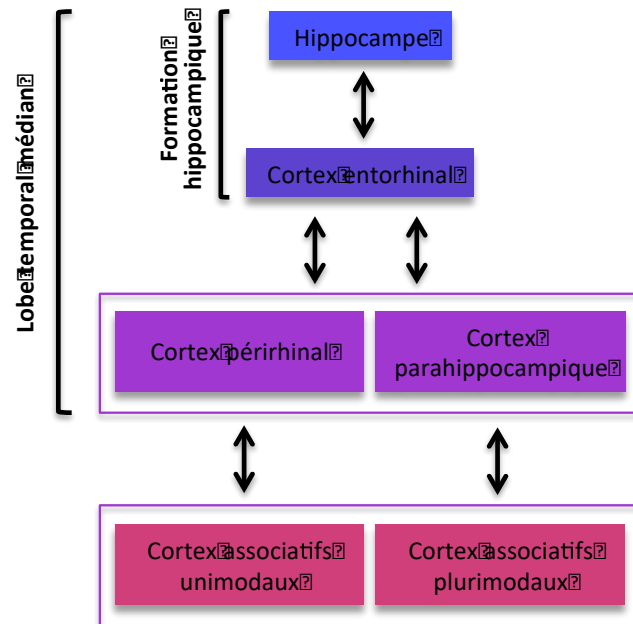 Hippocampe
Formation
hippocampique
Lobe temporal médian
Cortex entorhinal
Cortex périrhinal
Cortex
parahippocampique
Cortex associatifs
unimodaux
Cortex associatifs
plurimodaux